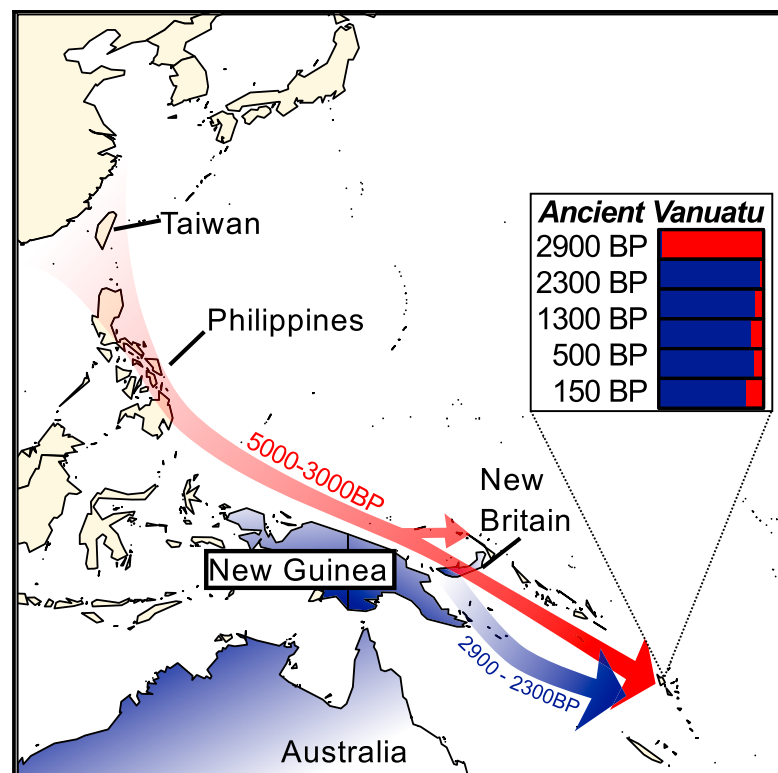 Taiwan
Philippines
Ancient Vanuatu
2900 BP
2300 BP
1300 BP
500 BP
150 BP
5000-3000BP
New
Britain
New Guinea
2900 - 2300BP
Australia